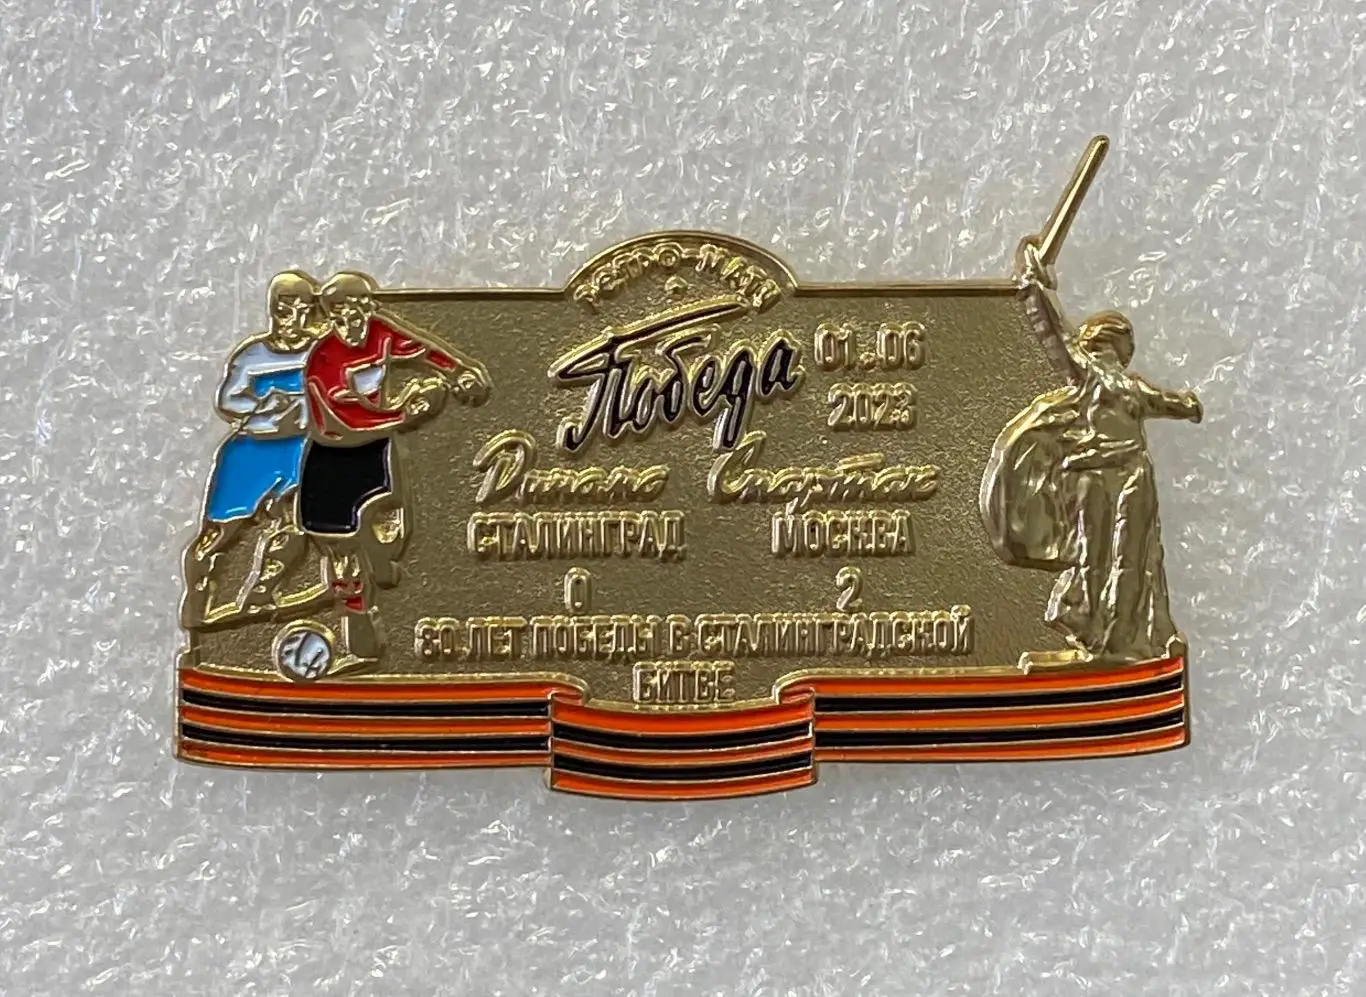 РЕТРО-МАТЧ
Победа
01.06
2023
Динамо Спартак
СТАЛИНГРАД МОСКВА
0 2
80 ЛЕТ ПОБЕДЫ В СТАЛИНГРАДСКОЙ
БИТВЕ